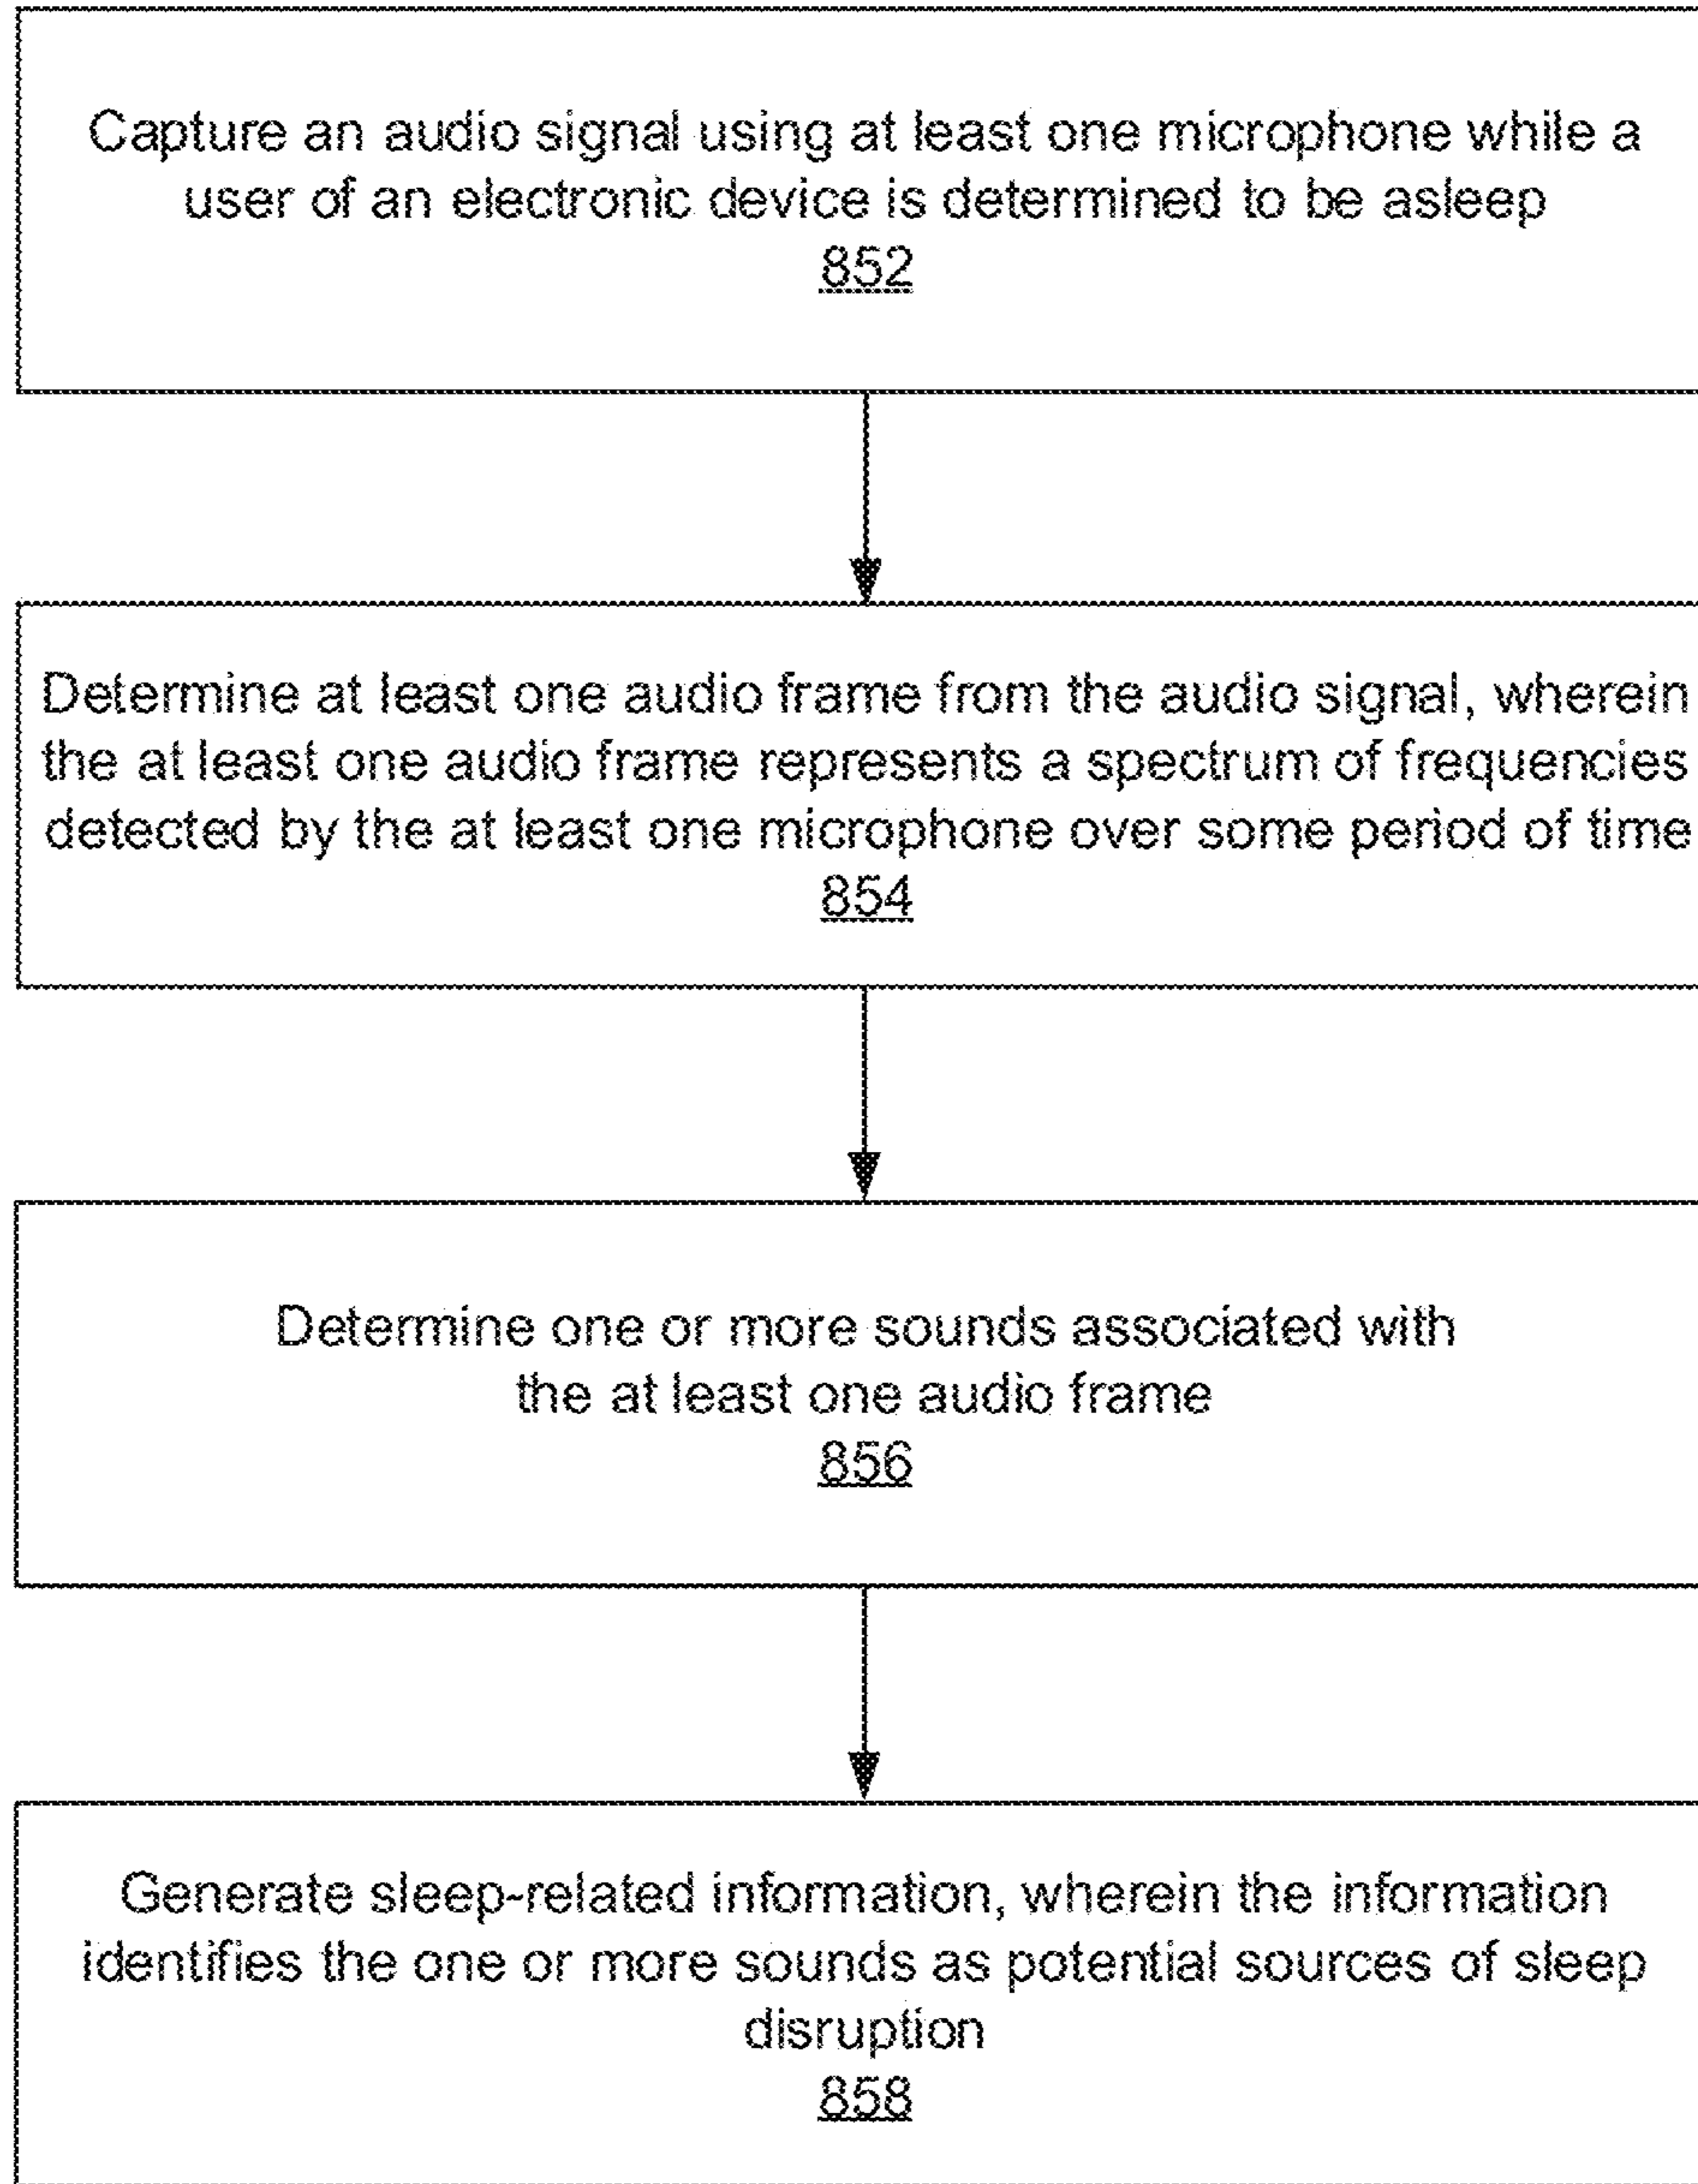 Capture an audio signal using at least one microphone while a
user of an electronic device is determined to be asleep
852
Determine at least one audio frame from the audio signal, wherein
the at least one audio frame represents a spectrum of frequencies
detected by the at least one microphone over some period of time
854
Determine one or more sounds associated with
the at least one audio frame
856
Generate sleep-related information, wherein the information
identifies the one or more sounds as potential sources of sleep
disruption
858